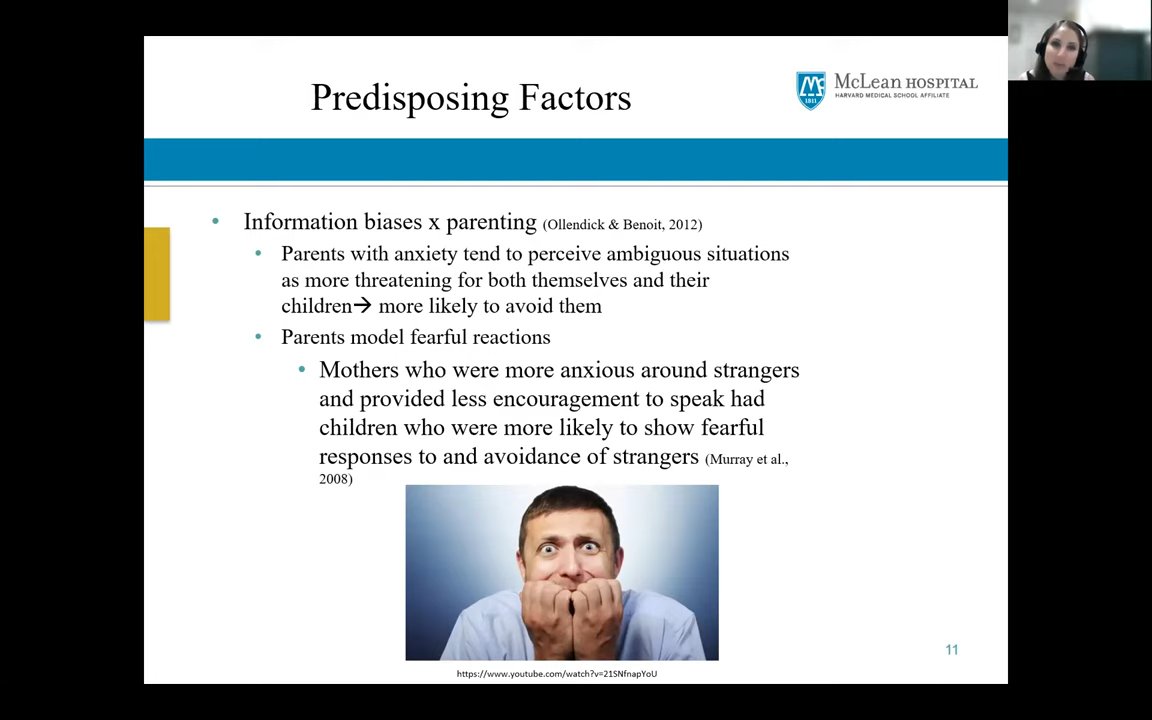 Predisposing Factors
McLean HOSPITAL
HARVARD MEDICAL SCHOOL AFFILIATE
1811
• Information biases x parenting (Ollendick & Benoit, 2012)
• Parents with anxiety tend to perceive ambiguous situations
as more threatening for both themselves and their
children→ more likely to avoid them
• Parents model fearful reactions
• Mothers who were more anxious around strangers
and provided less encouragement to speak had
children who were more likely to show fearful
responses to and avoidance of strangers (Murray et al.,
2008)
11
https://www.youtube.com/watch?v=21SNfnapYoU